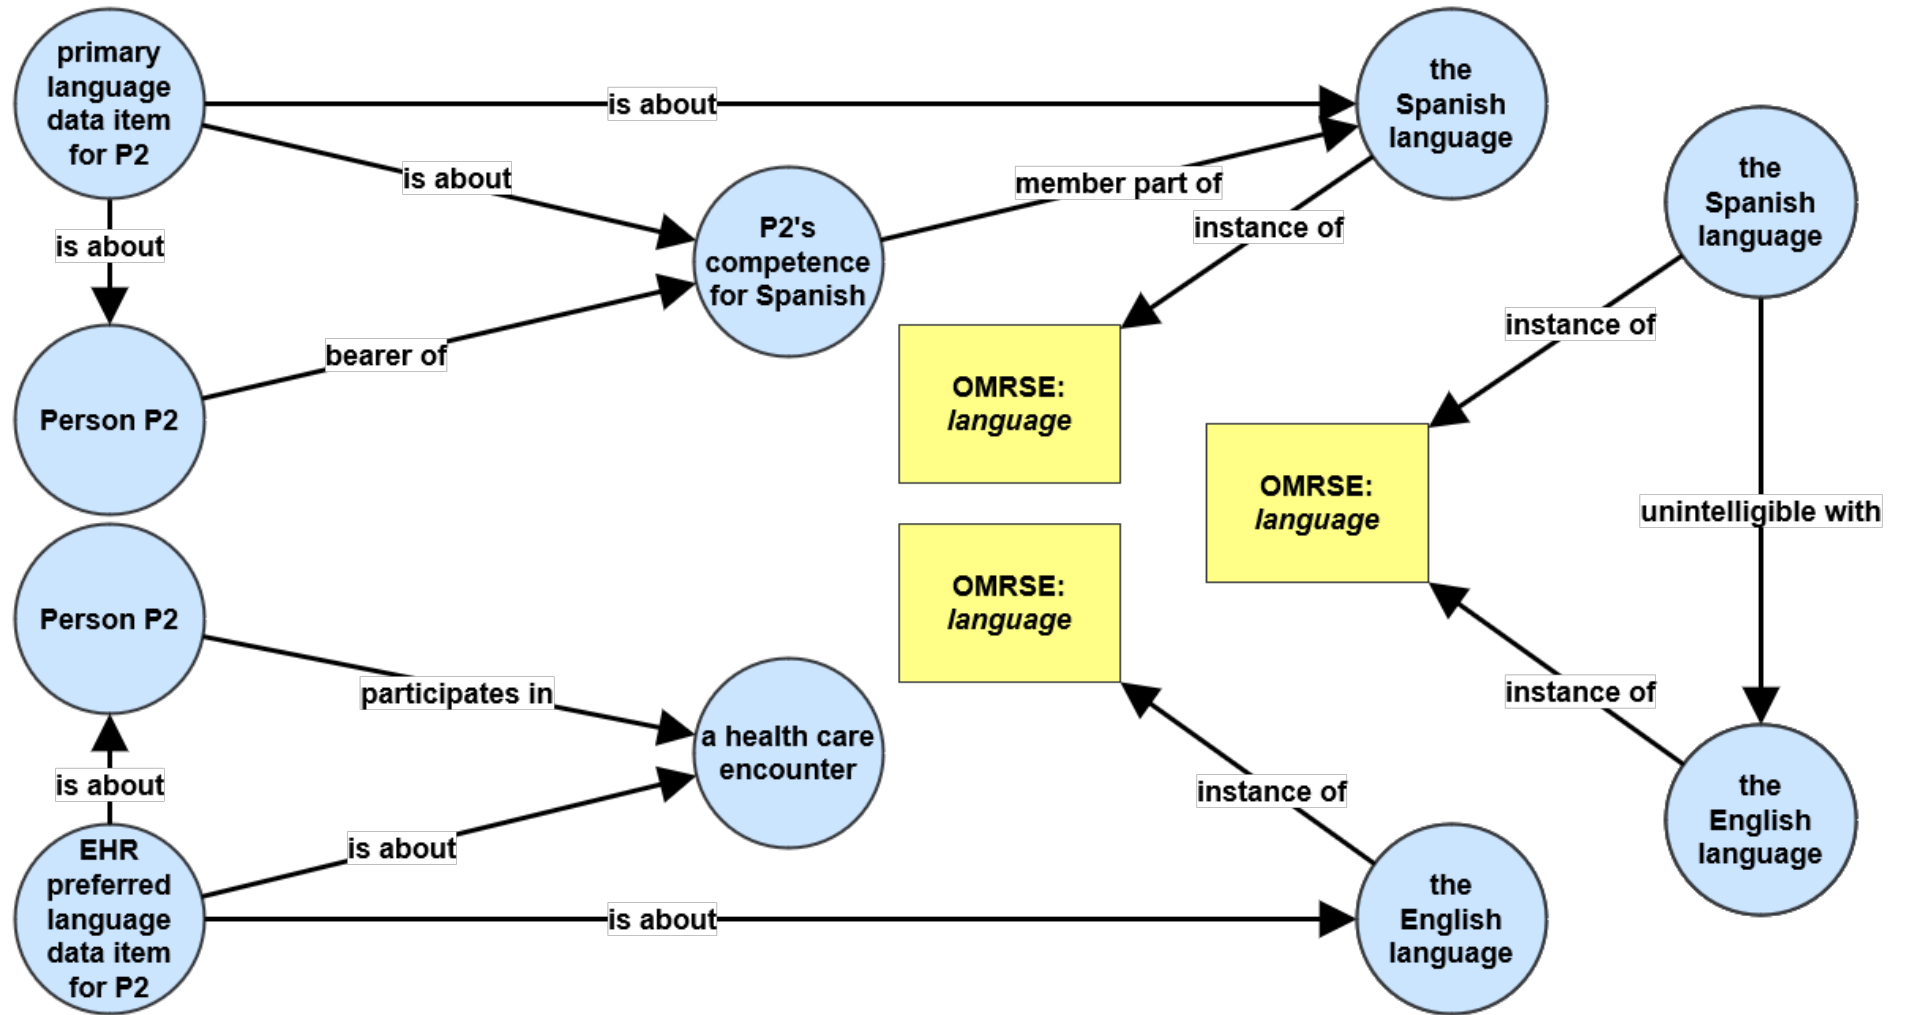 primary
language
data item
for P2
is about
the
Spanish
language
is about
member part of
P2's
competence
for Spanish
instance of
is about
bearer of
Person P2
OMRSE:
language
the
Spanish
language
instance of
OMRSE:
language
unintelligible with
instance of
the
English
language
Person P2
participates in
a health care
encounter
OMRSE:
language
instance of
is about
EHR
preferred
language
data item
for P2
is about
is about
the
English
language